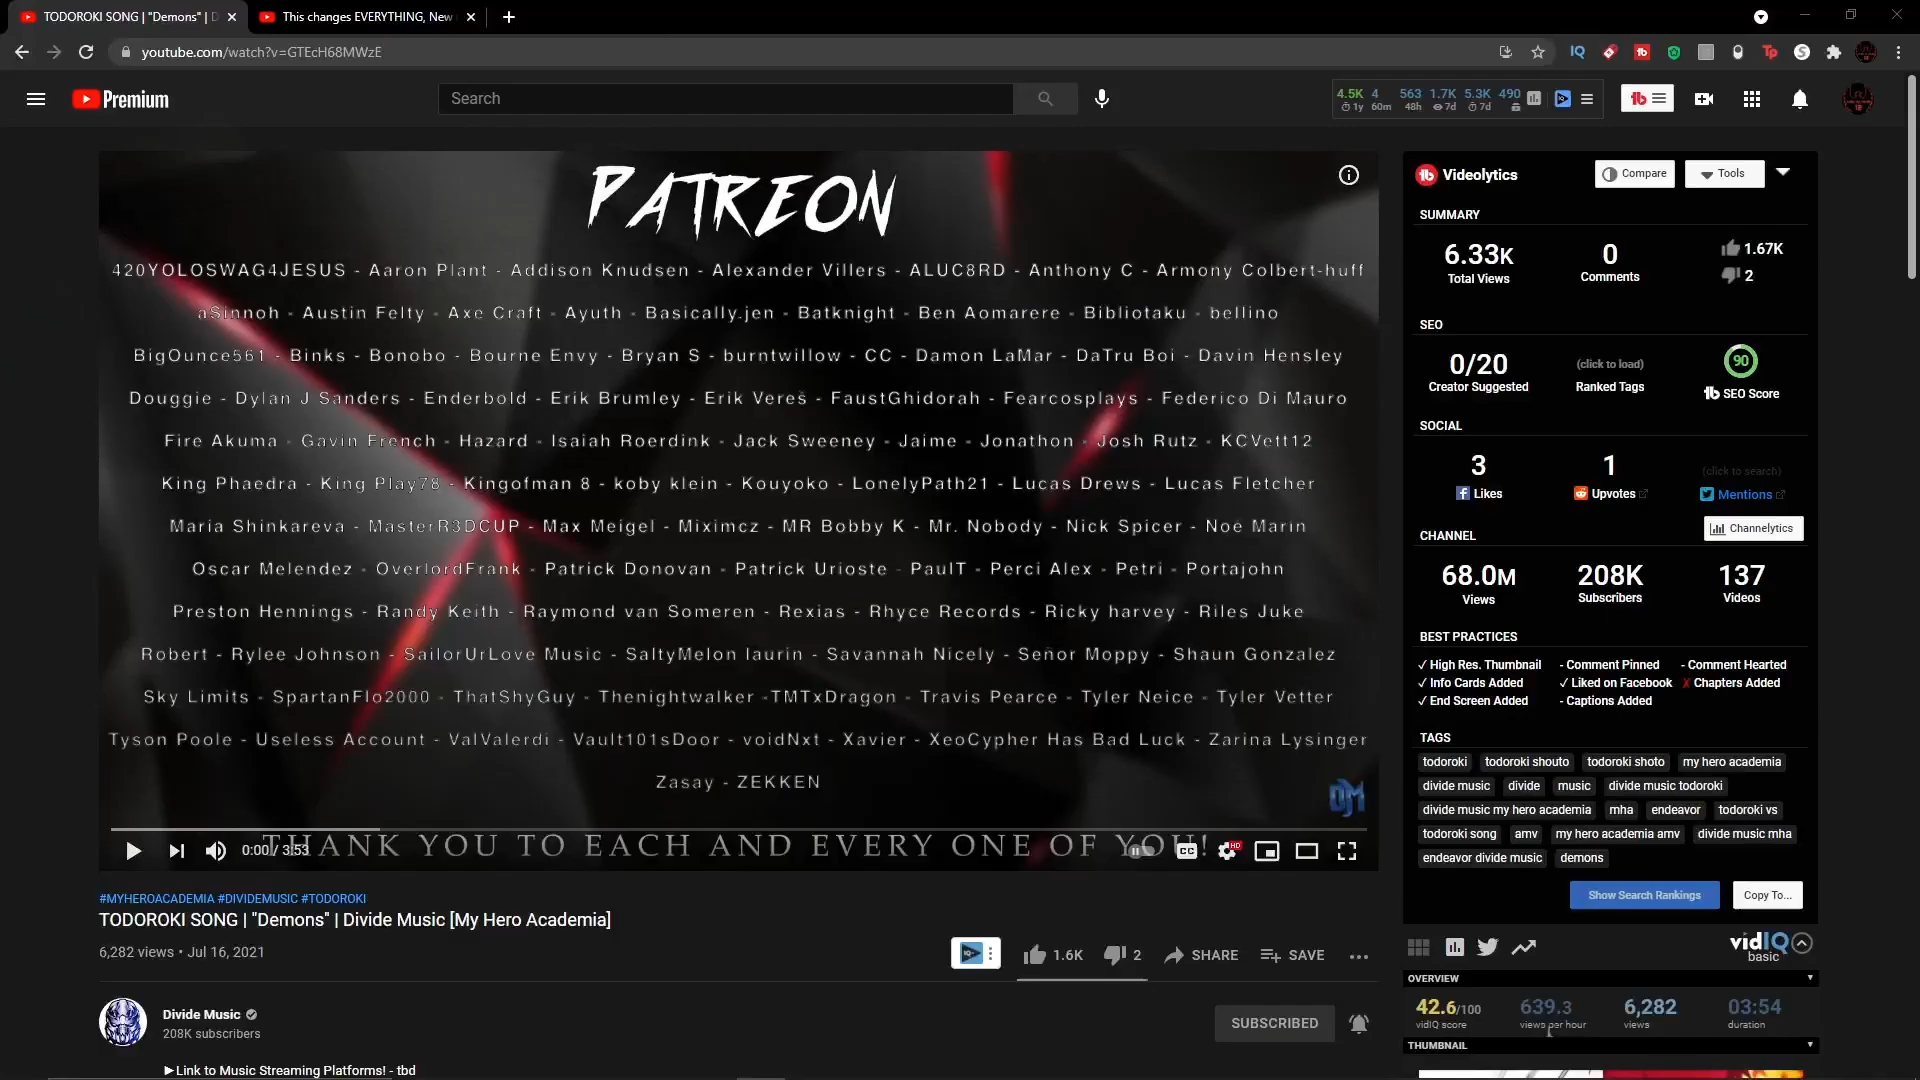 TODOROKI SONG | "Demons" | D
This changes EVERYTHING, New
youtube.com/watch?v=GTEcH68MWzE
Premium
Search
4.5K 4 563 1.7K 5.3K 490
1y 60m 48h 7d 7d
PATREON
420YOLOSWAG4JESUS - Aaron Plant - Addison Knudsen - Alexander Villers - ALUC8RD - Anthony C - Armony Colbert-huff
aSinnoh - Austin Felty - Axe Craft - Ayuth - Basically.jen - Batknight - Ben Aomarere - Bibliotaku - bellino
BigOunce561 - Binks - Bonobo - Bourne Envy - Bryan S - burntwillow - CC - Damon LaMar - DaTru Boi - Davin Hensley
Douggie - Dylan J Sanders - Enderbold - Erik Brumley - Erik Vereš - FaustGhidorah - Fearcosplays - Federico Di Mauro
Fire Akuma - Gavin French - Hazard - Isaiah Roerdink - Jack Sweeney - Jaime - Jonathon - Josh Rutz - KCVett12
King Phaedra - King Play78 - Kingofman 8 - koby klein - Kouyoko - LonelyPath21 - Lucas Drews - Lucas Fletcher
Maria Shinkareva - MasterR3DCUP - Max Meigel - Miximcz - MR Bobby K - Mr. Nobody - Nick Spicer - Noé Marin
Oscar Melendez - OverlordFrank - Patrick Donovan - Patrick Urioste - PaulT - Perci Alex - Petri - Portajohn
Preston Hennings - Randy Keith - Raymond van Someren - Rexias - Rhyce Records - Ricky harvey - Riles Juke
Robert - Rylee Johnson - SailorUrLove Music - SaltyMelon laurin - Savannah Nicely - Señor Moppy - Shaun Gonzalez
Sky Limits - SpartanFlo2000 - ThatShyGuy - Thenightwalker -TMTxDragon - Travis Pearce - Tyler Neice - Tyler Vetter
Tyson Poole - Useless Account - ValValerdi - Vault101sDoor - voidNxt - Xavier - XeoCypher Has Bad Luck - Zarina Lysinger
Zasay - ZEKKEN
DM
THANK YOU TO EACH AND EVERY ONE OF YOU!
0:00 / 3:53
#MYHEROACADEMIA #DIVIDEMUSIC #TODOROKI
TODOROKI SONG | "Demons" | Divide Music [My Hero Academia]
6,282 views • Jul 16, 2021
1.6K 2 SHARE SAVE
Divide Music
208K subscribers
SUBSCRIBED
►Link to Music Streaming Platforms! - tbd
Videolytics Compare Tools
SUMMARY
6.33K 0 1.67K
Total Views Comments 2
SEO
0/20 (click to load) 90
Creator Suggested Ranked Tags SEO Score
SOCIAL
3 1 (click to search)
Likes Upvotes Mentions
Channelytics
CHANNEL
68.0M 208K 137
Views Subscribers Videos
BEST PRACTICES
✓ High Res. Thumbnail - Comment Pinned - Comment Hearted
✓ Info Cards Added ✓ Liked on Facebook ✗ Chapters Added
✓ End Screen Added - Captions Added
TAGS
todoroki todoroki shouto todoroki shoto my hero academia
divide music divide music divide music todoroki
divide music my hero academia mha endeavor todoroki vs
todoroki song amv my hero academia amv divide music mha
endeavor divide music demons
Show Search Rankings Copy To...
vidIQ
basic
OVERVIEW
42.6/100 639.3 6,282 03:54
vidIQ score views per hour views duration
THUMBNAIL